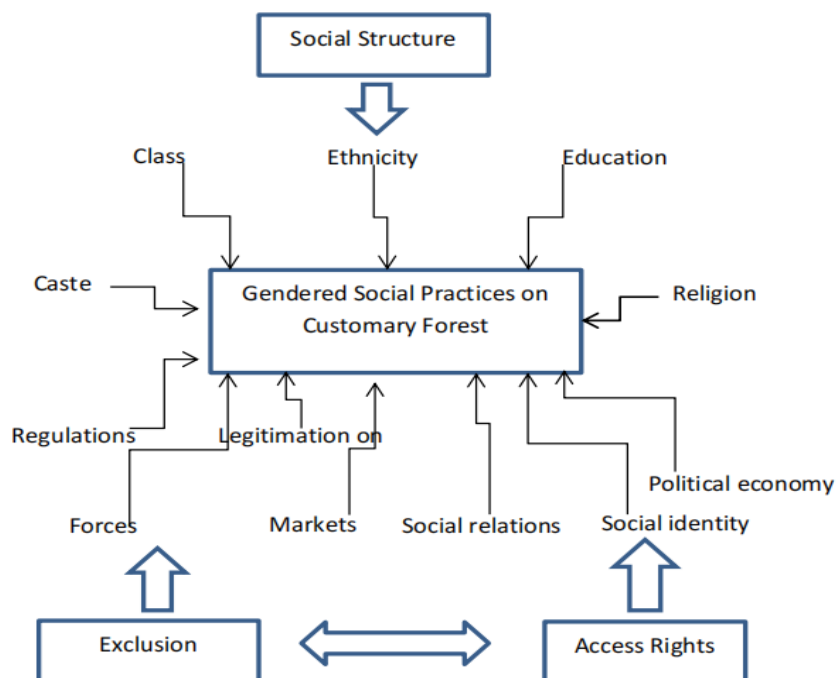 Social Structure
Class
Ethnicity
Education
Caste
Gendered Social Practices on
Customary Forest
Religion
Regulations
Legitimation on
Political economy
Forces
Markets
Social relations
Social identity
Exclusion
Access Rights